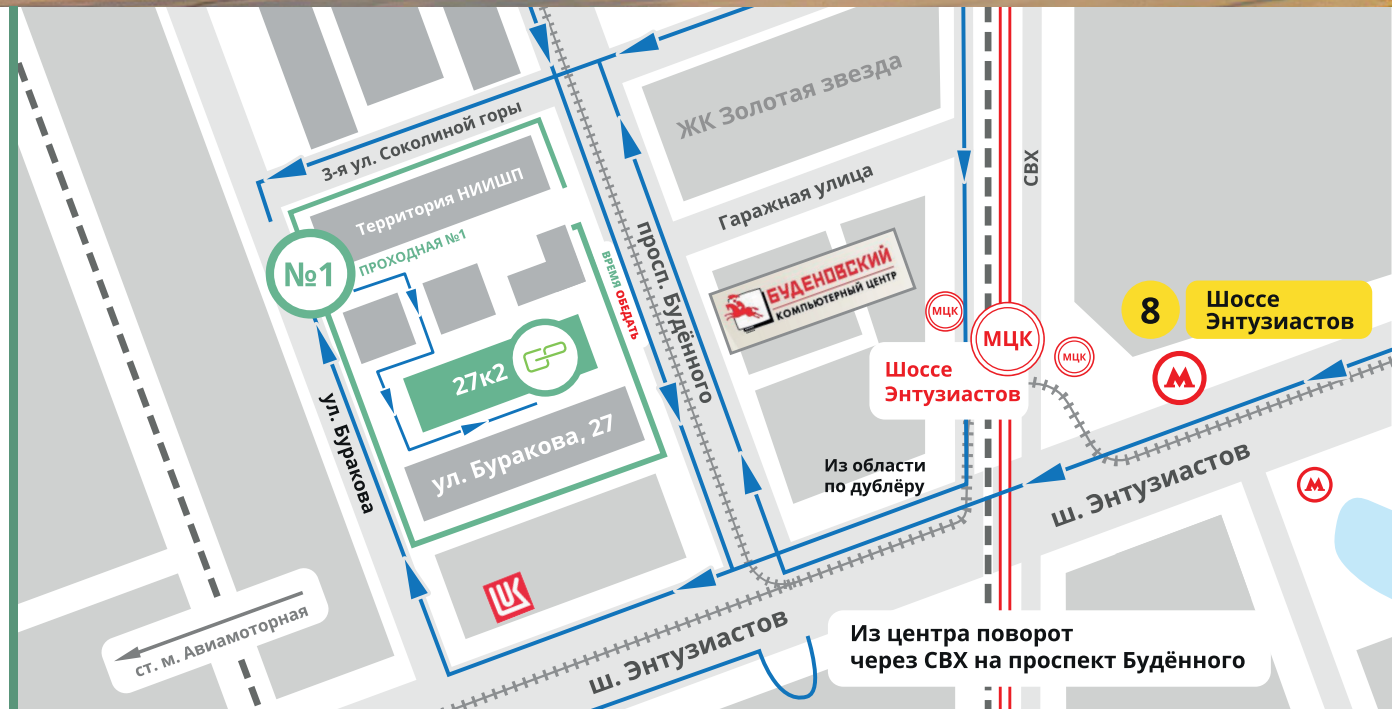 ЖК Золотая звезда
3-я ул. Соколиной горы
СВХ
Территория НИИШП
Гаражная улица
№1
ПРОХОДНАЯ №1
просп. Будённого
ВРЕМЯ ОБЕДАТЬ
БУДЕНОВСКИЙ
КОМПЬЮТЕРНЫЙ ЦЕНТР
МЦК
МЦК
МЦК
8
Шоссе
Энтузиастов
Шоссе
Энтузиастов
27к2
ул. Буракова
ул. Буракова, 27
Из области
по дублёру
ш. Энтузиастов
LUK
ст. м. Авиамоторная
ш. Энтузиастов
Из центра поворот
через СВХ на проспект Будённого